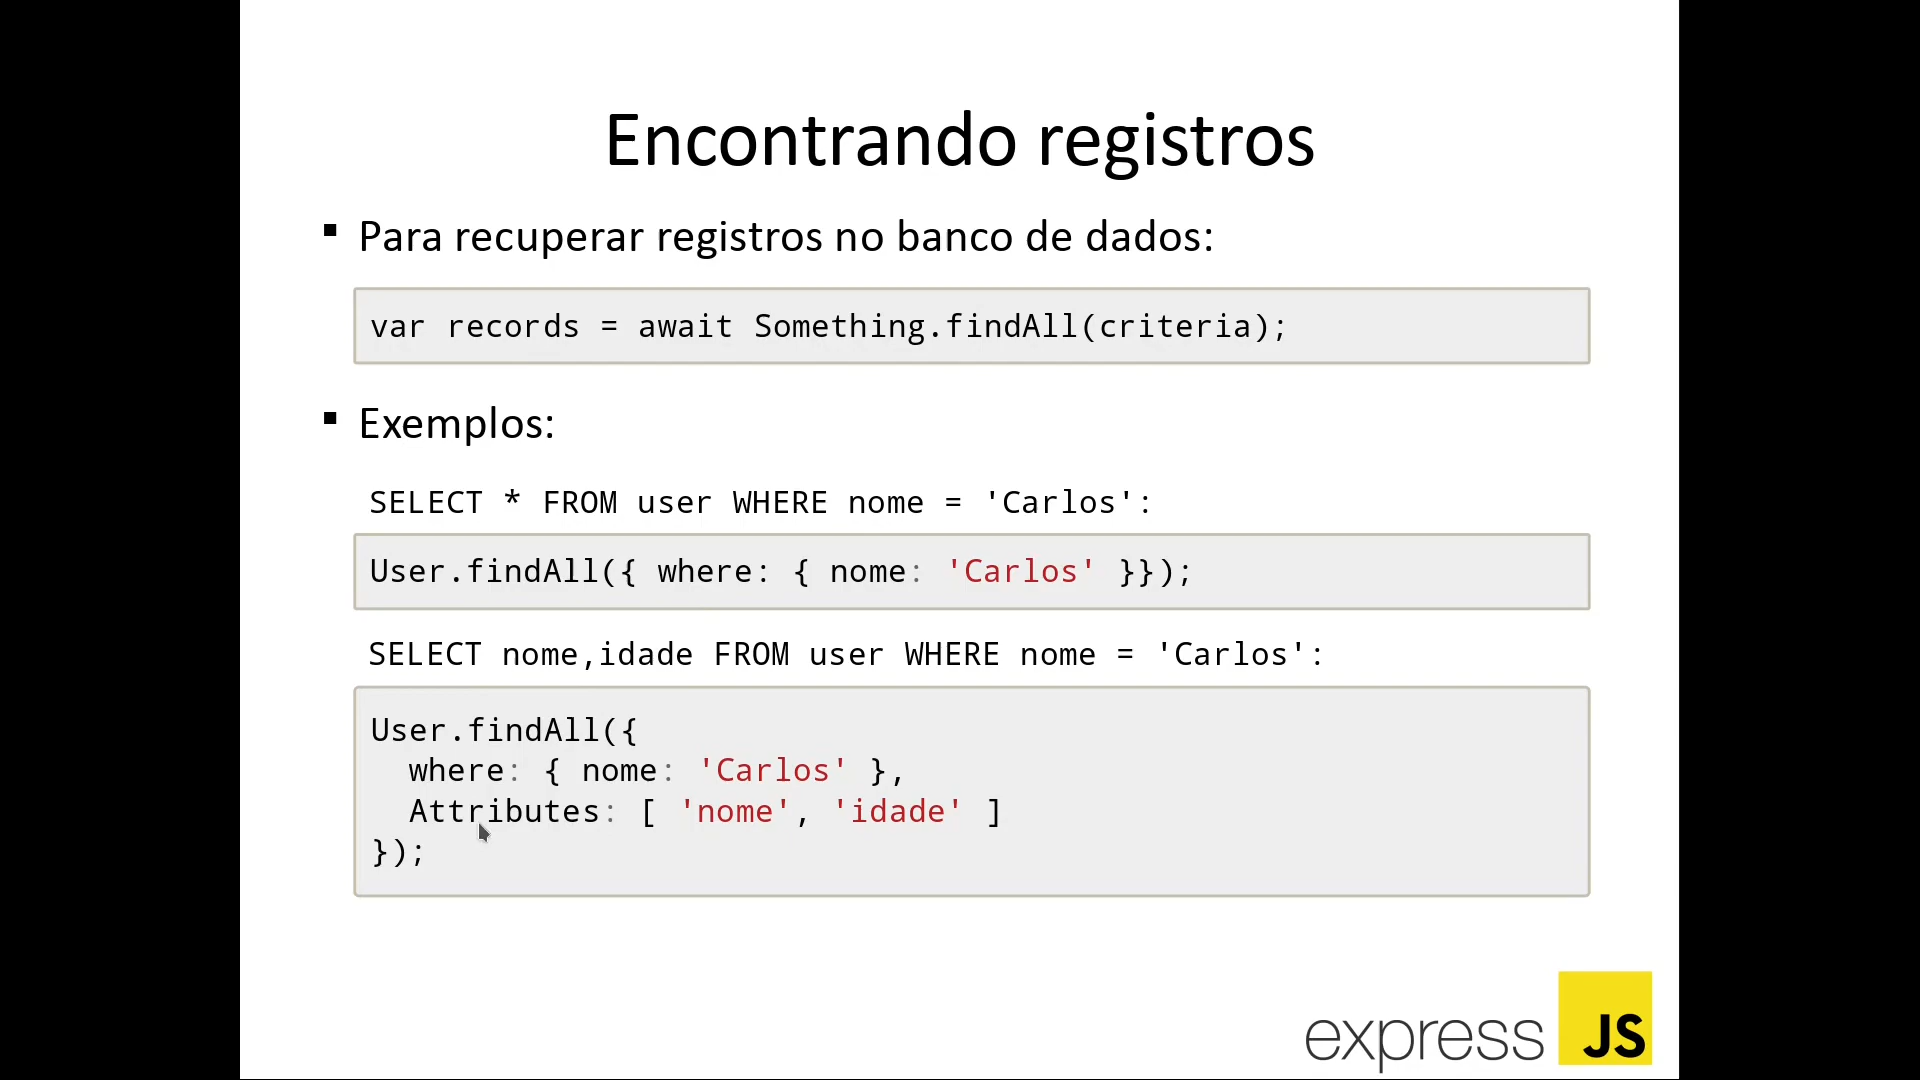 Encontrando registros
Para recuperar registros no banco de dados:
var records = await Something.findAll(criteria);
Exemplos:
SELECT * FROM user WHERE nome = 'Carlos':
User.findAll({ where: { nome: 'Carlos' }});
SELECT nome,idade FROM user WHERE nome = 'Carlos':
User.findAll({
  where: { nome: 'Carlos' },
  Attributes: [ 'nome', 'idade' ]
});
express JS